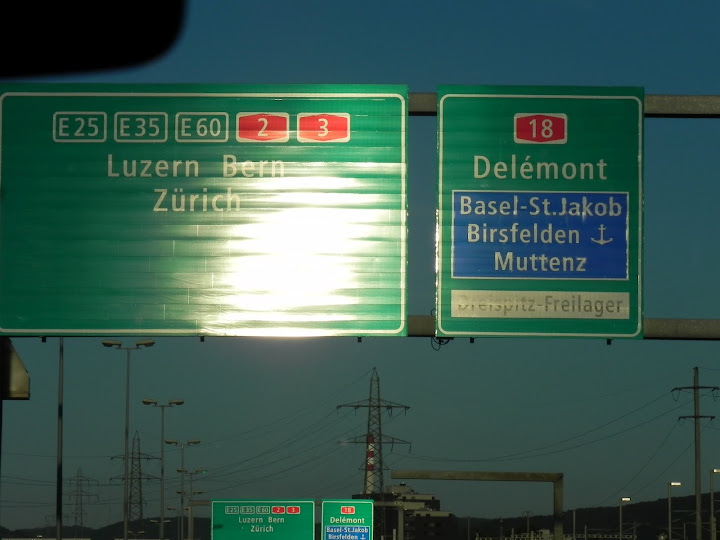 E25 E35 E60 2 3
Luzern Bern
Zürich
18
Delémont
Basel-St.Jakob
Birsfelden
Muttenz
Dreispitz-Freilager
E25 E35 E60 2 3
Luzern Bern
Zürich
18
Delémont
Basel-St.Jakob
Birsfelden